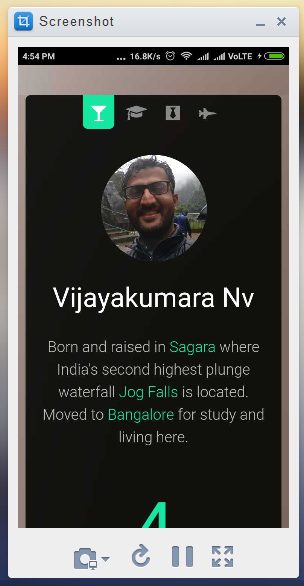 Screenshot
4:54 PM ... 16.8K/s VoLTE
Vijayakumara Nv
Born and raised in Sagara where
India's second highest plunge
waterfall Jog Falls is located.
Moved to Bangalore for study and
living here.
4